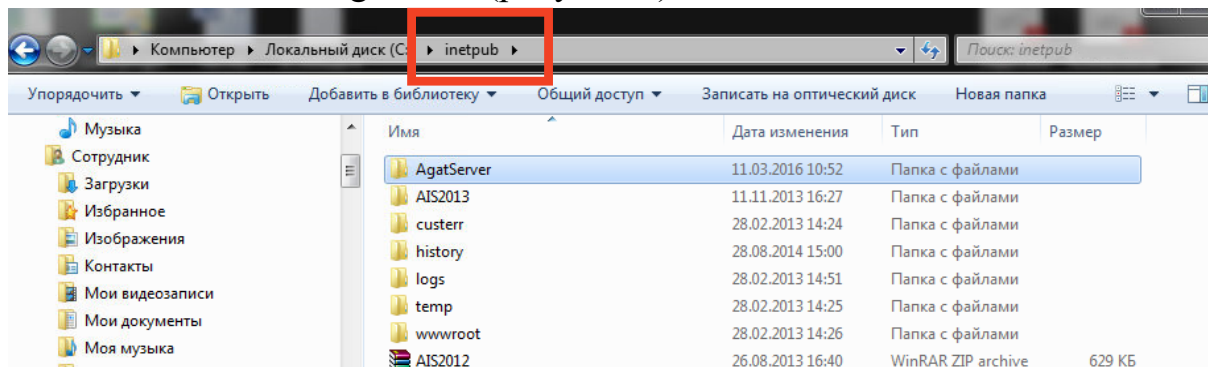 Компьютер ▸ Локальный диск (C: ▸ inetpub ▸
Поиск: inetpub
Упорядочить ▼ Открыть Добавить в библиотеку ▼ Общий доступ ▼ Записать на оптический диск Новая папка
Музыка
Сотрудник
Загрузки
Избранное
Изображения
Контакты
Мои видеозаписи
Мои документы
Моя музыка
Имя Дата изменения Тип Размер
AgatServer 11.03.2016 10:52 Папка с файлами
AIS2013 11.11.2013 16:27 Папка с файлами
custerr 28.02.2013 14:24 Папка с файлами
history 28.08.2014 15:00 Папка с файлами
logs 28.02.2013 14:51 Папка с файлами
temp 28.02.2013 14:25 Папка с файлами
wwwroot 28.02.2013 14:26 Папка с файлами
AIS2012 26.08.2013 16:40 WinRAR ZIP archive 629 КБ